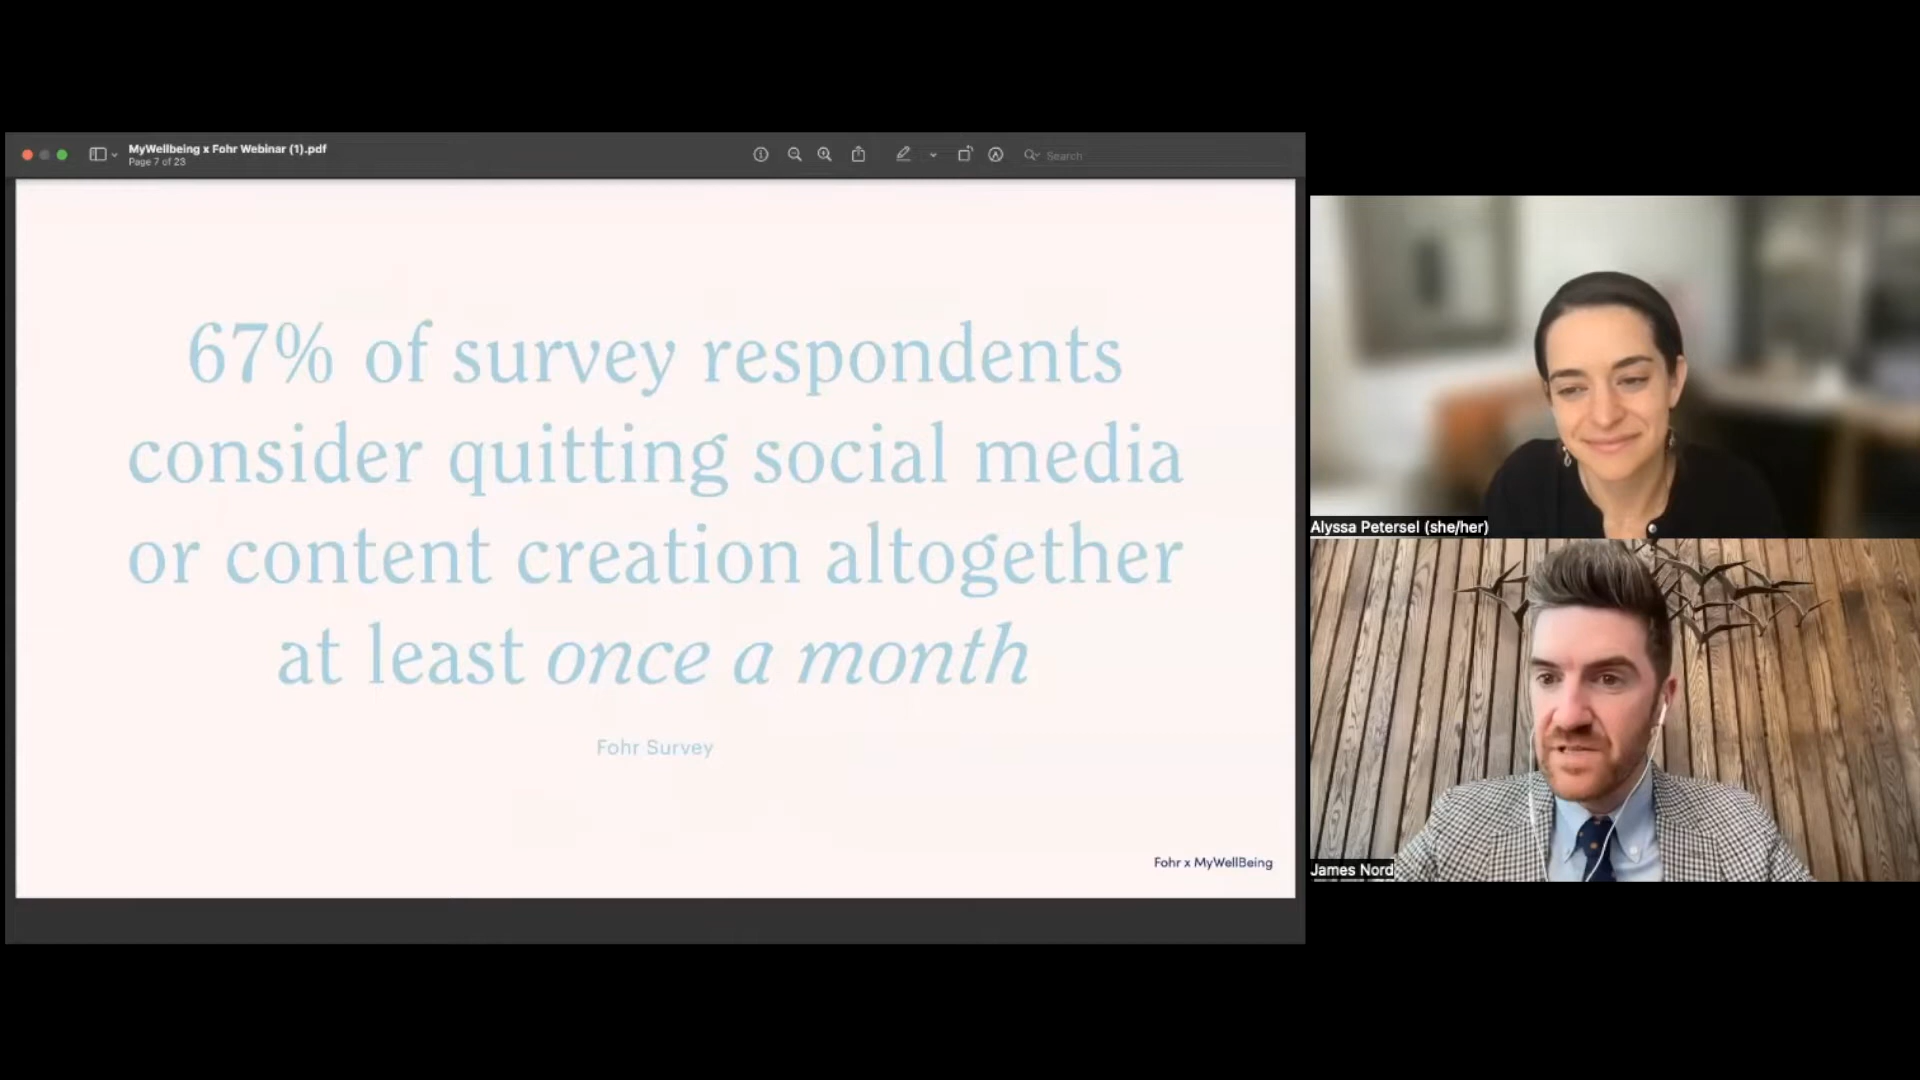 MyWellbeing x Fohr Webinar (1).pdf
Page 7 of 23
Search
67% of survey respondents
consider quitting social media
or content creation altogether
at least once a month
Fohr Survey
Fohr x MyWellBeing
Alyssa Petersel (she/her)
James Nord